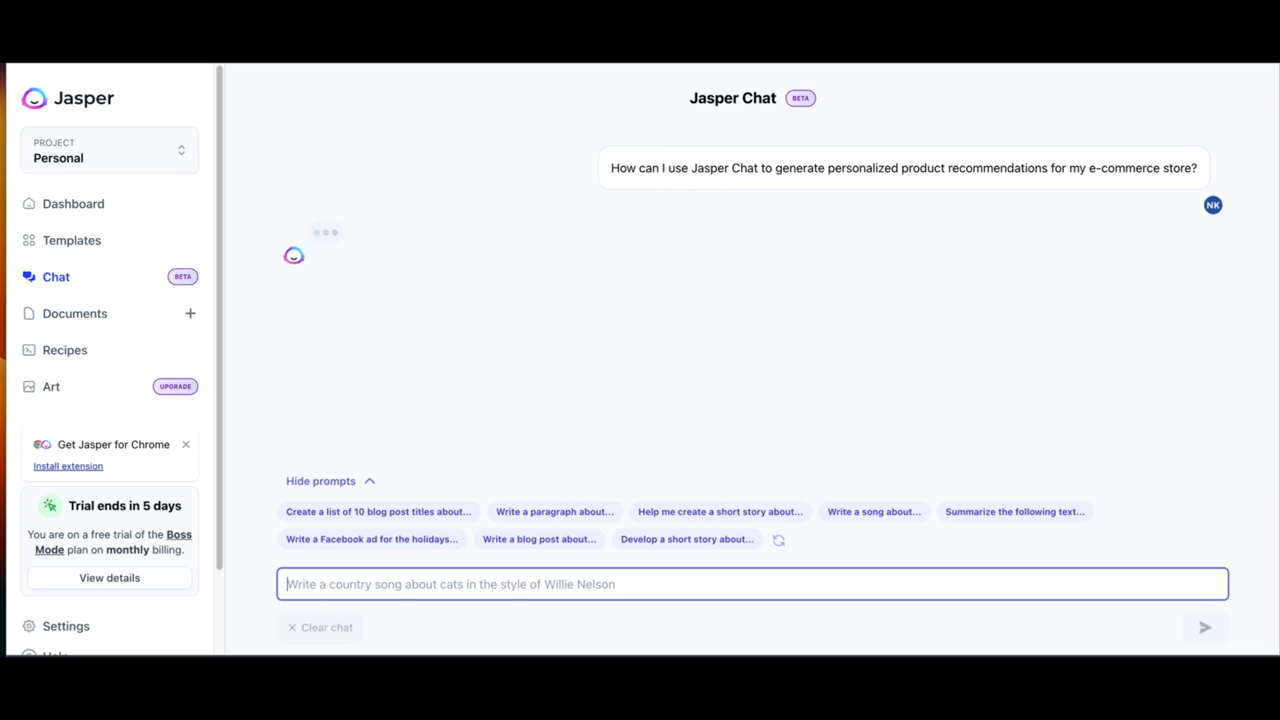 Jasper
PROJECT
Personal
Dashboard
Templates
Chat
BETA
Documents
Recipes
Art
UPGRADE
Get Jasper for Chrome
Install extension
Trial ends in 5 days
You are on a free trial of the Boss
Mode plan on monthly billing.
View details
Settings
Jasper Chat
BETA
How can I use Jasper Chat to generate personalized product recommendations for my e-commerce store?
NK
Hide prompts
Create a list of 10 blog post titles about...
Write a paragraph about...
Help me create a short story about...
Write a song about...
Summarize the following text...
Write a Facebook ad for the holidays...
Write a blog post about...
Develop a short story about...
Write a country song about cats in the style of Willie Nelson
Clear chat